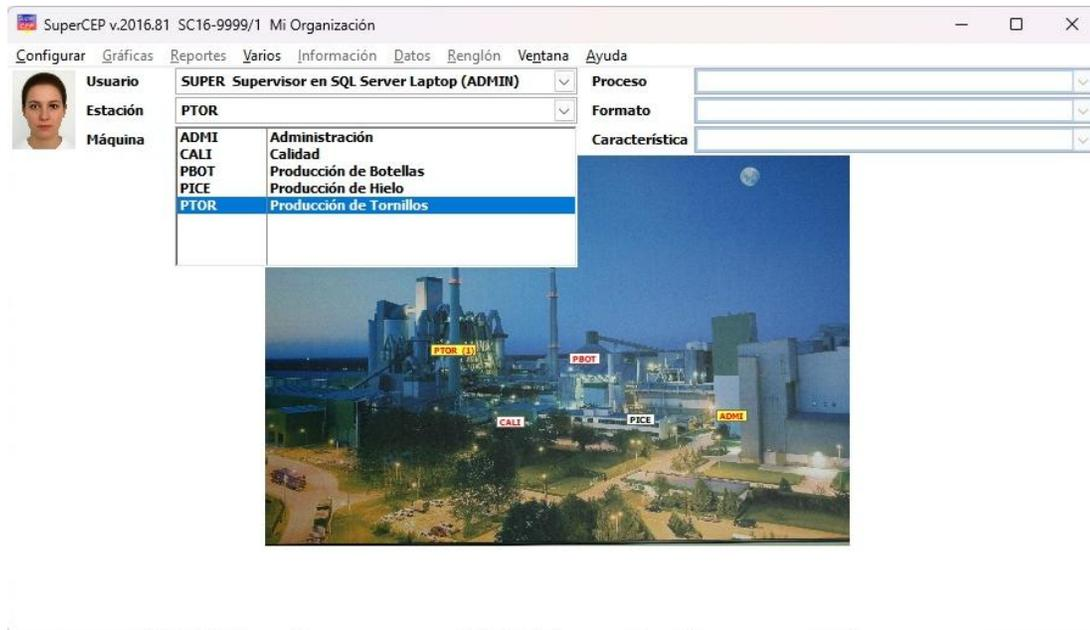 SuperCEP v.2016.81 SC16-9999/1 Mi Organización
Configurar Gráficas Reportes Varios Información Datos Renglón Ventana Ayuda
Usuario SUPER Supervisor en SQL Server Laptop (ADMIN) Proceso
Estación PTOR Formato
Máquina Característica
ADMI Administración
CALI Calidad
PBOT Producción de Botellas
PICE Producción de Hielo
PTOR Producción de Tornillos
PTOR (1)
PBOT
CALI PICE ADMI